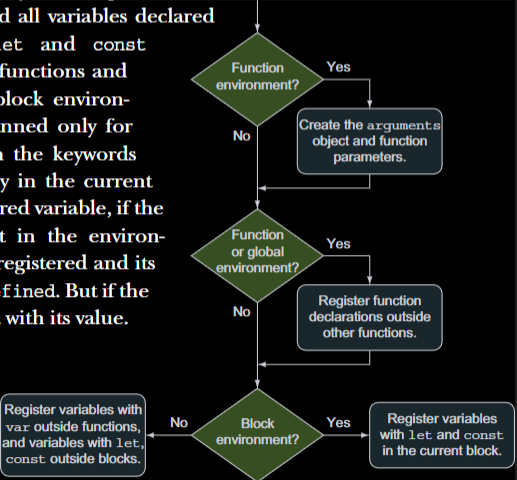 d all variables declared
et and const
functions and
block environ-
nned only for
the keywords
y in the current
red variable, if the
t in the environ-
registered and its
fined. But if the
with its value.
Function
environment?
Yes
No
Create the arguments
object and function
parameters.
Function
or global
environment?
Yes
No
Register function
declarations outside
other functions.
Block
environment?
No
Yes
Register variables with
var outside functions,
and variables with let,
const outside blocks.
Register variables
with let and const
in the current block.